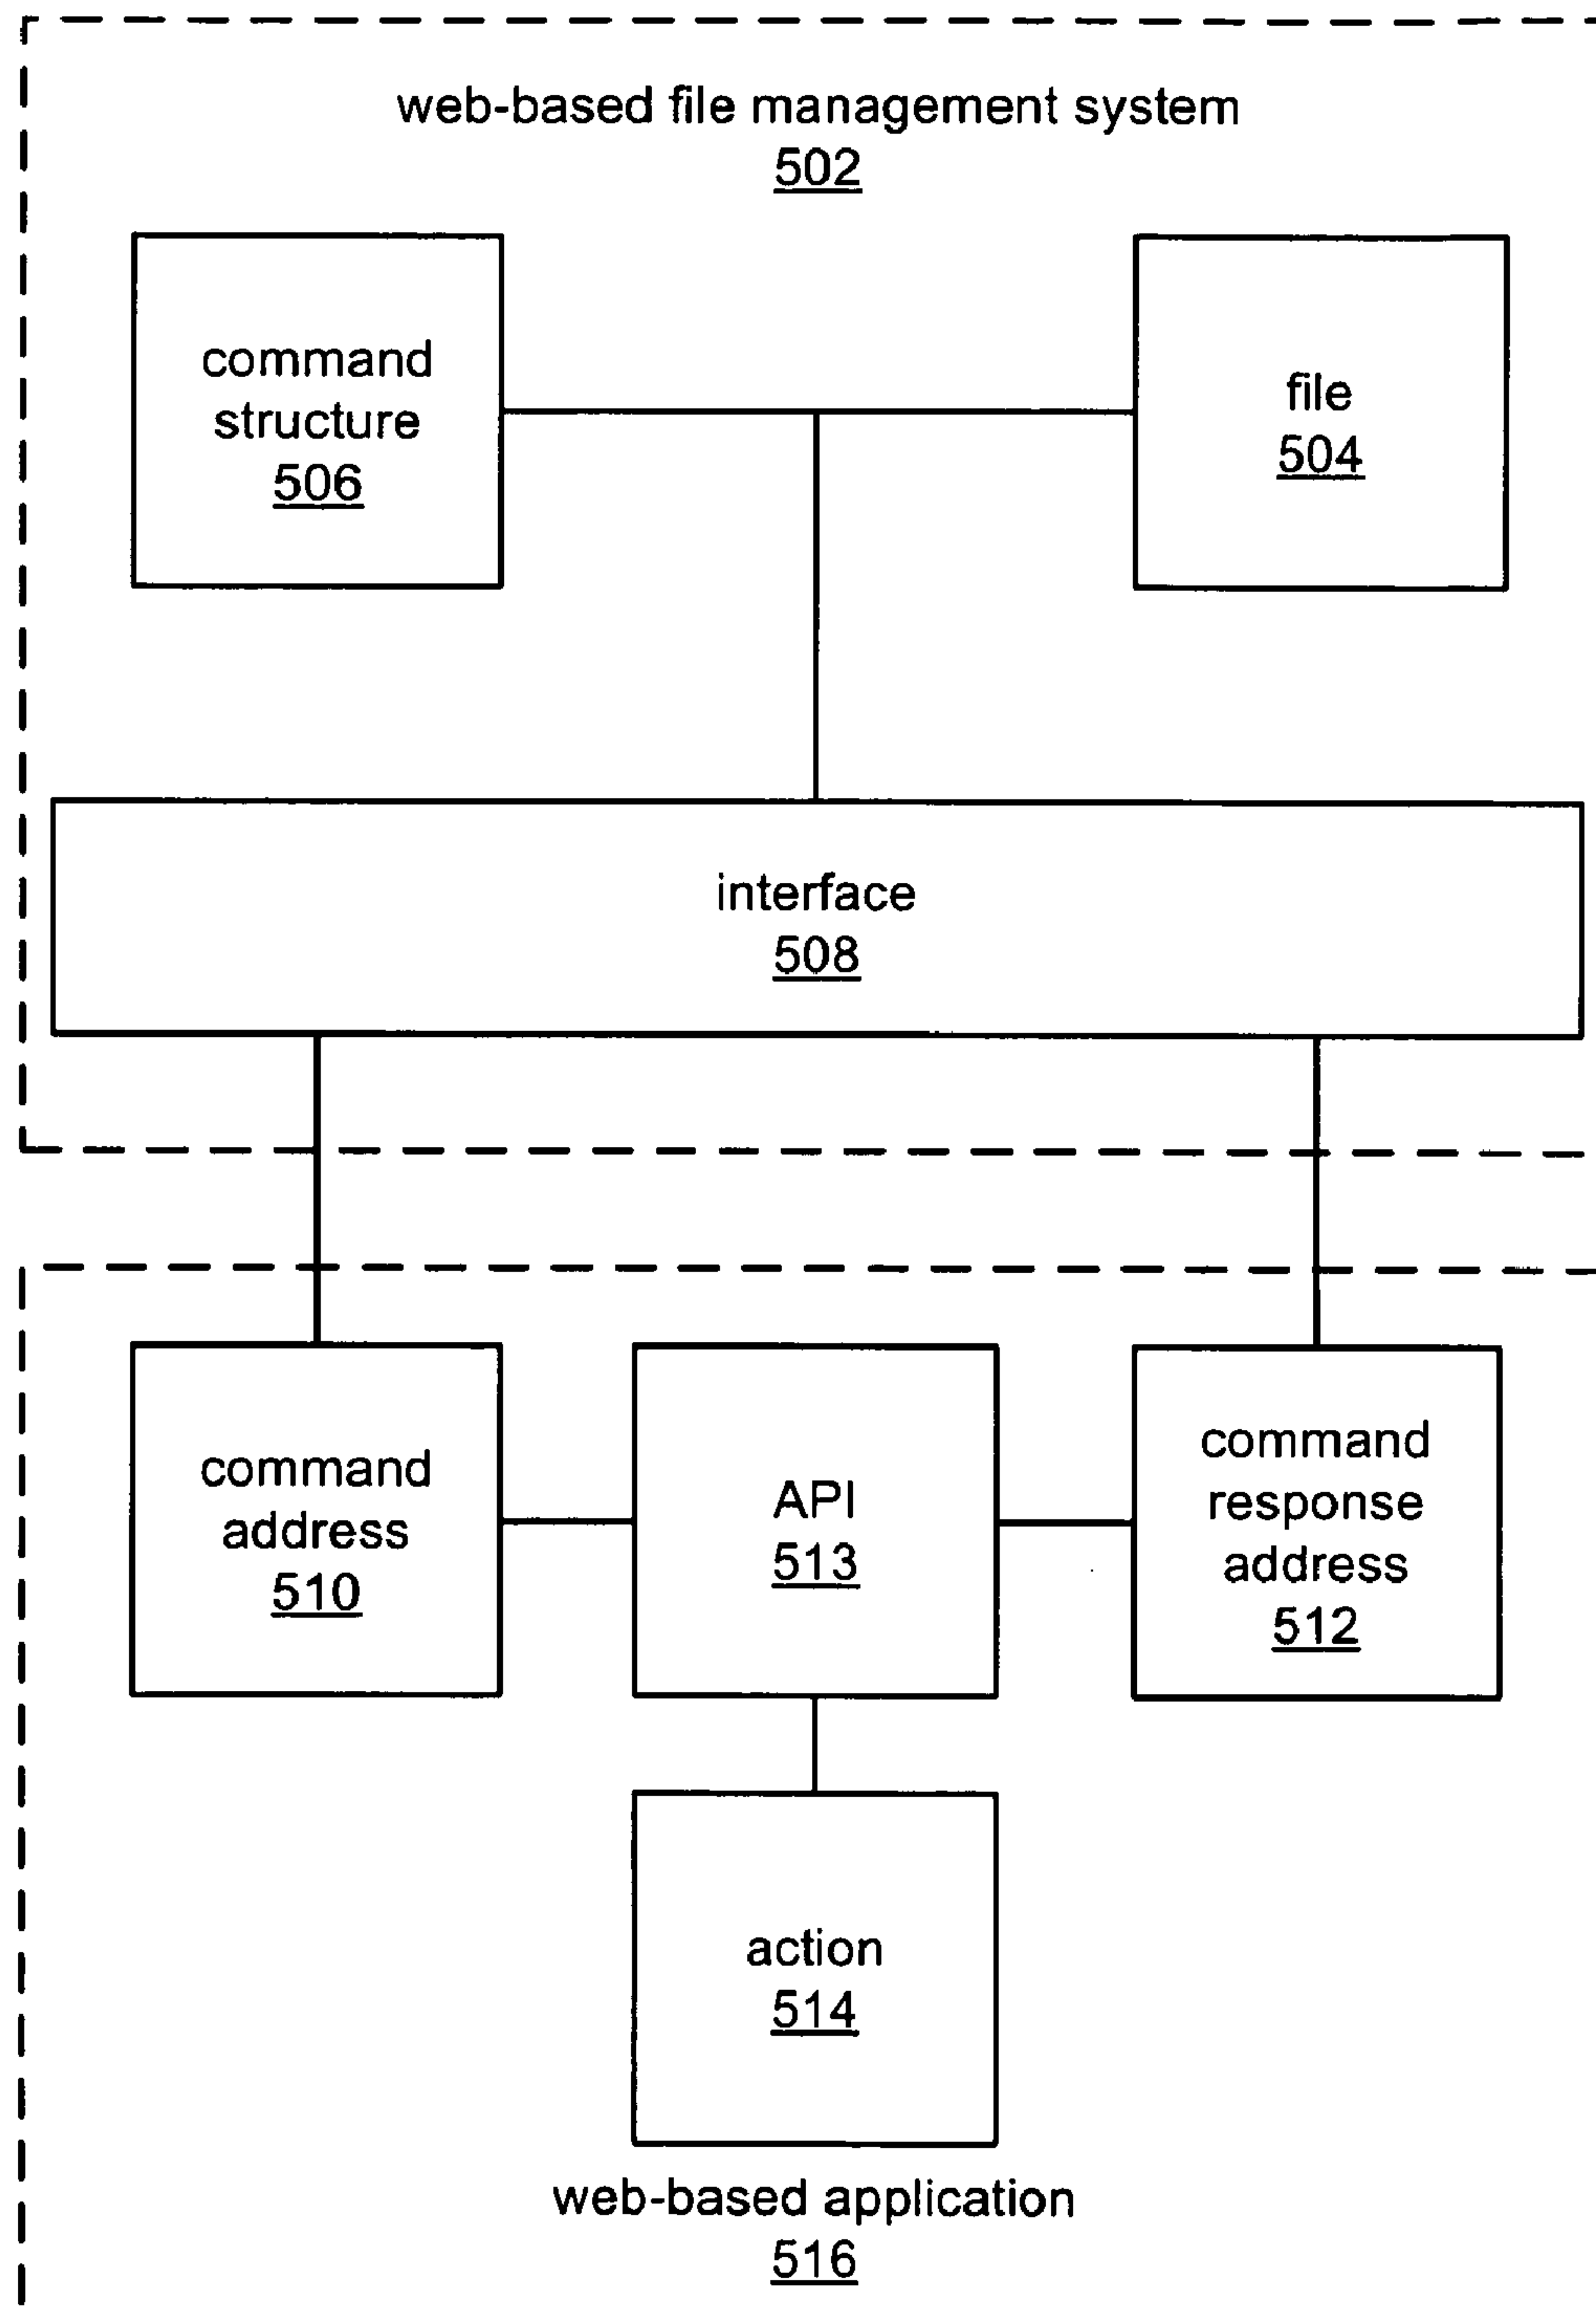 web-based file management system
502
command
structure
506
file
504
interface
508
command
address
510
API
513
command
response
address
512
action
514
web-based application
516